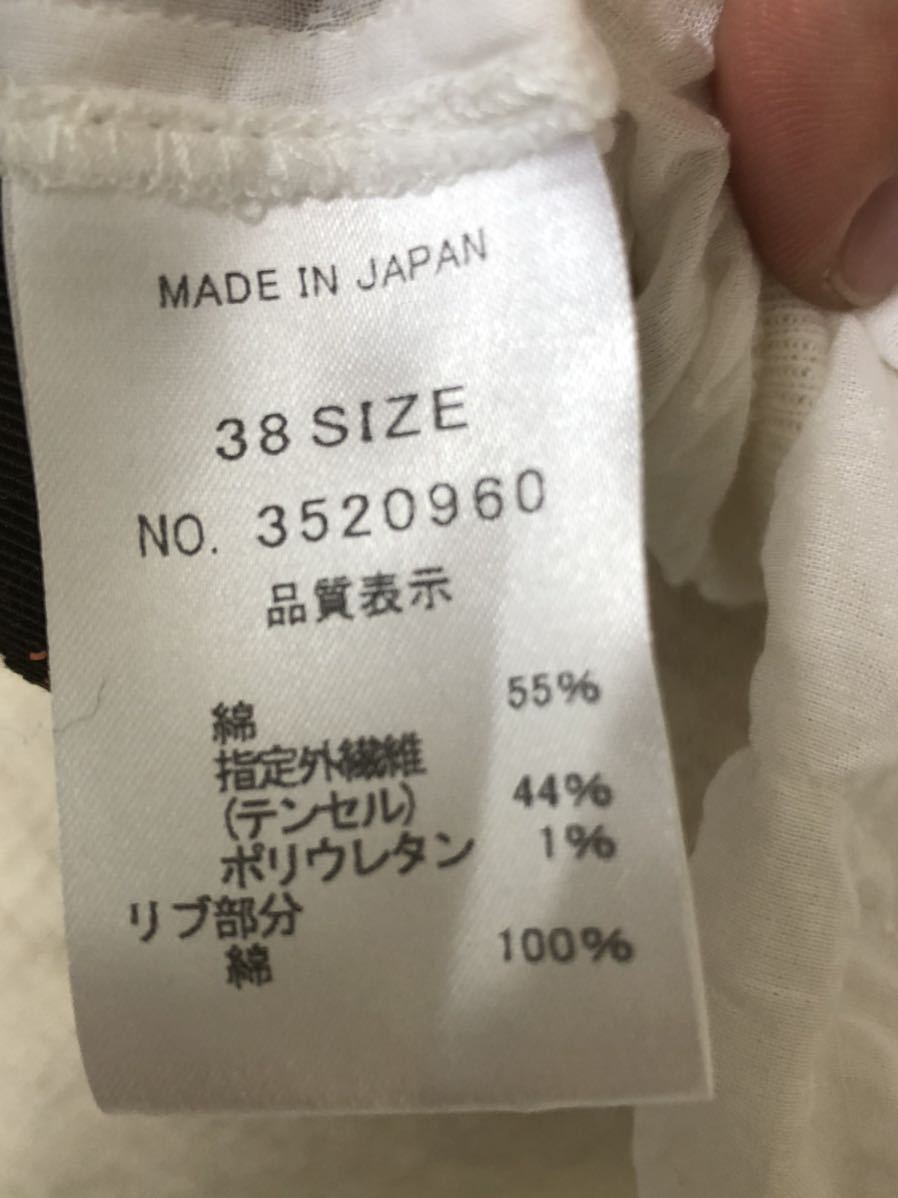 MADE IN JAPAN
38 SIZE
NO. 3520960
品質表示
綿 55%
指定外繊維
(テンセル) 44%
ポリウレタン 1%
リブ部分
綿 100%